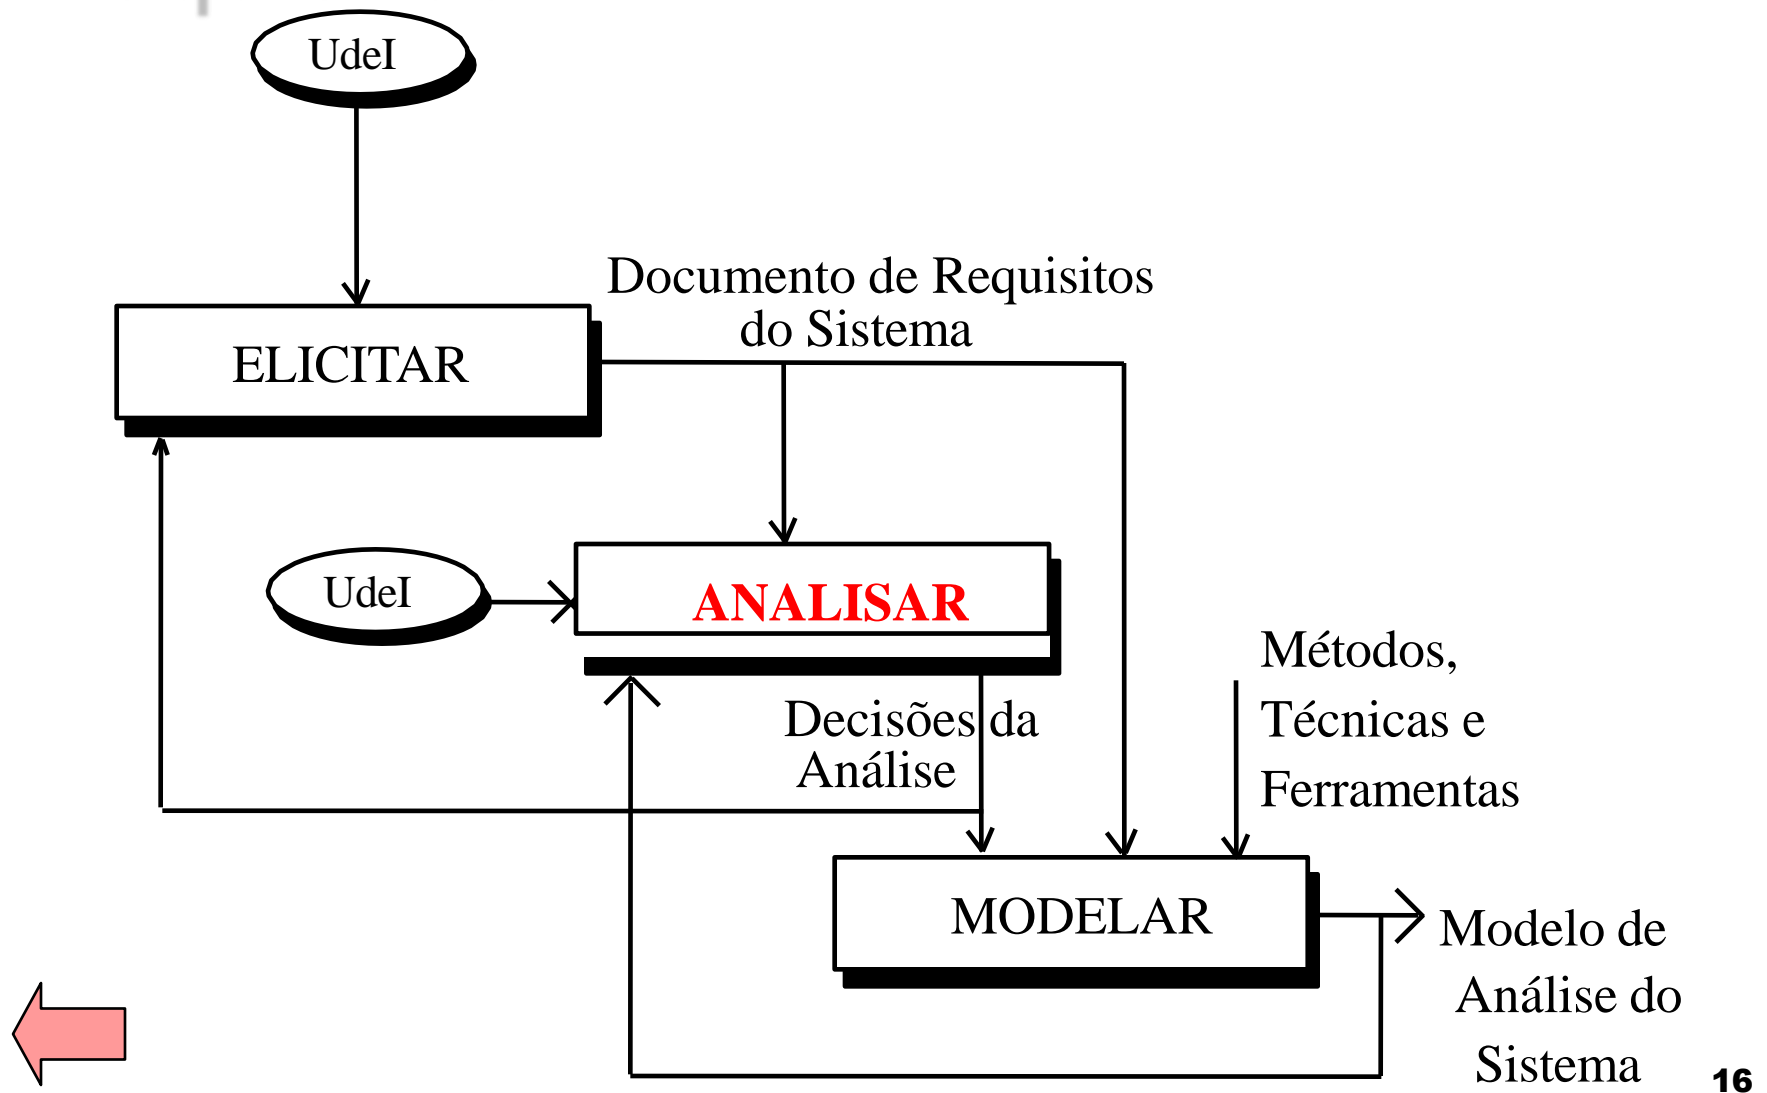 UdeI
Documento de Requisitos
do Sistema
ELICITAR
UdeI
ANALISAR
Decisões da
Análise
Métodos,
Técnicas e
Ferramentas
MODELAR
Modelo de
Análise do
Sistema
16